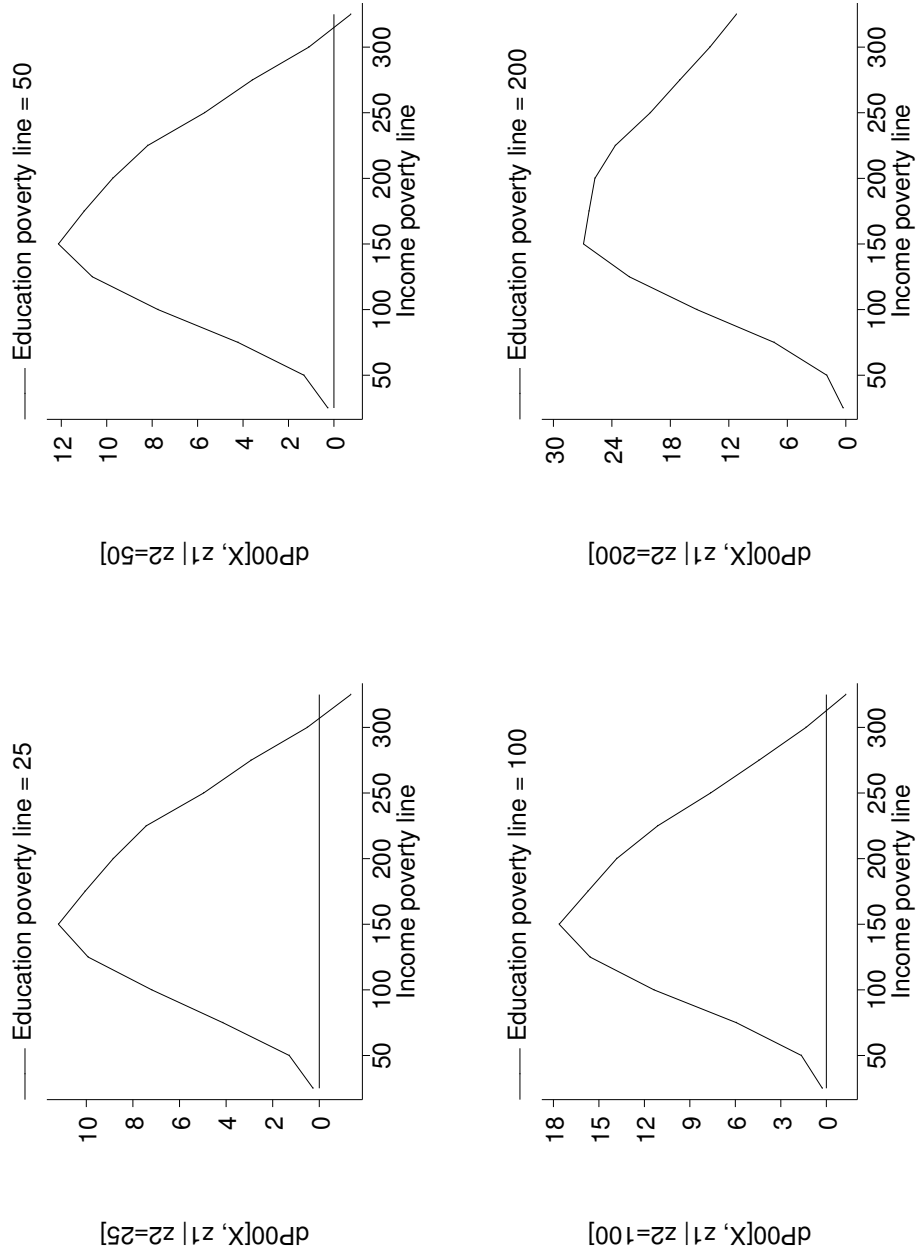 Education poverty line = 25
dP00[X, z1 | z2=25]
10
8
6
4
2
0
50 100 150 200 250 300
Income poverty line
Education poverty line = 50
dP00[X, z1 | z2=50]
12
10
8
6
4
2
0
50 100 150 200 250 300
Income poverty line
Education poverty line = 100
dP00[X, z1 | z2=100]
18
15
12
9
6
3
0
50 100 150 200 250 300
Income poverty line
Education poverty line = 200
dP00[X, z1 | z2=200]
30
24
18
12
6
0
50 100 150 200 250 300
Income poverty line